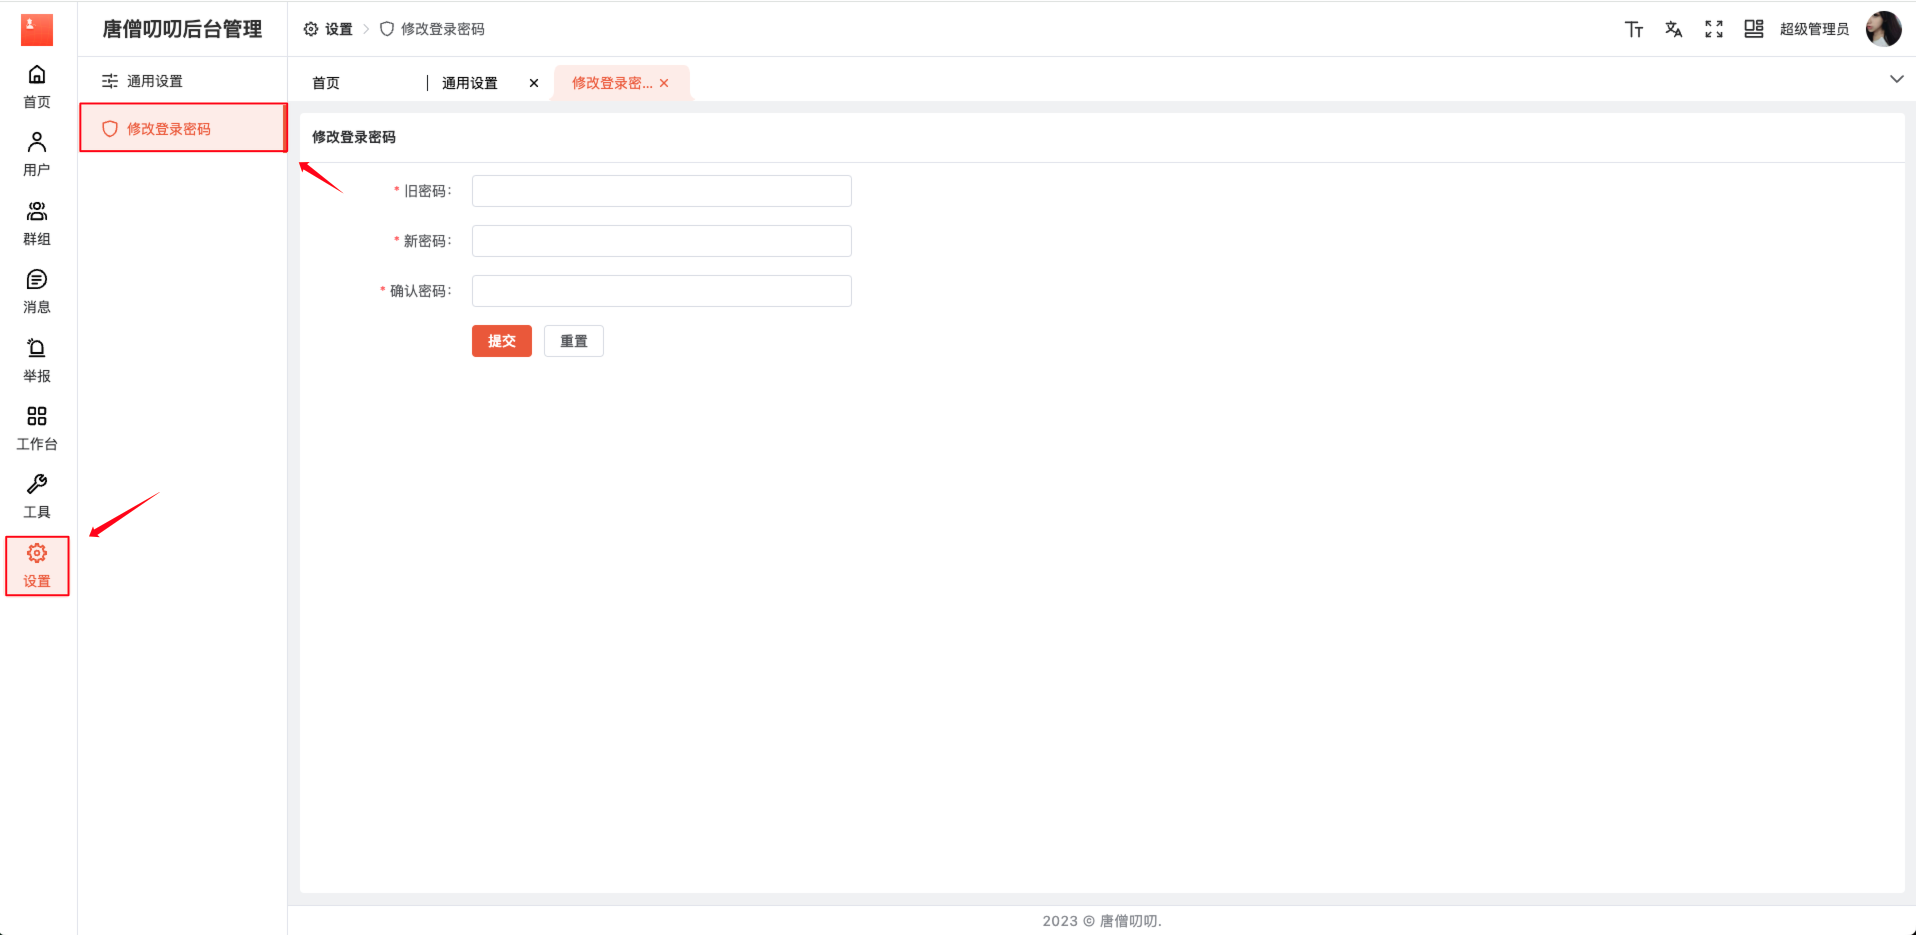 唐僧叨叨后台管理
设置
修改登录密码
超级管理员
首页
用户
群组
消息
举报
工作台
工具
设置
通用设置
修改登录密码
首页
通用设置
修改登录密...
修改登录密码
* 旧密码:
* 新密码:
* 确认密码:
提交
重置
2023 © 唐僧叨叨.